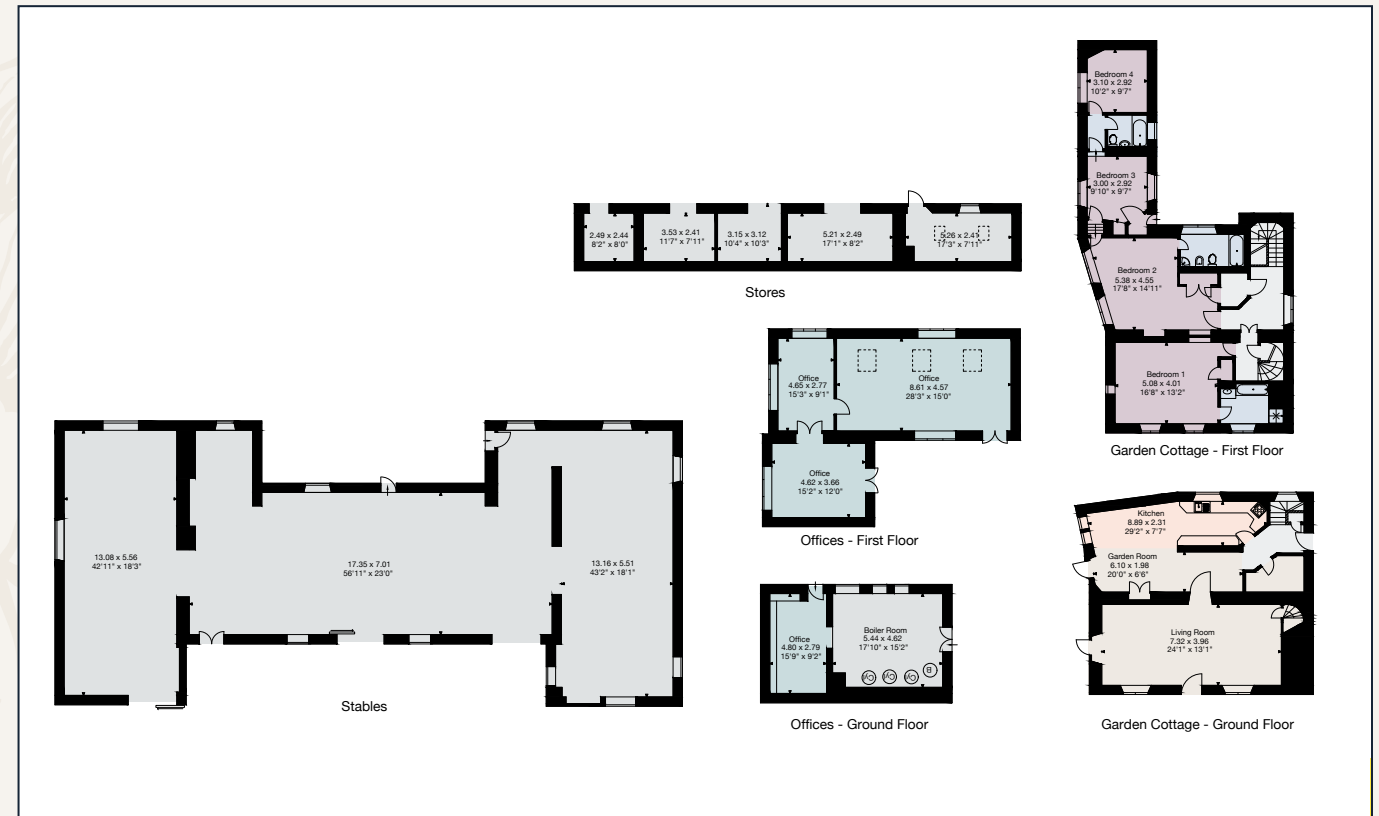 Bedroom 4
3.10 x 2.92
10'2" x 9'7"
Bedroom 3
3.00 x 2.92
9'10" x 9'7"
Bedroom 2
5.38 x 4.55
17'8" x 14'11"
Bedroom 1
5.08 x 4.01
16'8" x 13'2"
Garden Cottage - First Floor
2.49 x 2.44
8'2" x 8'0"
3.53 x 2.41
11'7" x 7'11"
3.15 x 3.12
10'4" x 10'3"
5.21 x 2.49
17'1" x 8'2"
5.26 x 2.41
17'3" x 7'11"
Stores
Office
4.65 x 2.77
15'3" x 9'1"
Office
8.61 x 4.57
28'3" x 15'0"
Office
4.62 x 3.66
15'2" x 12'0"
Offices - First Floor
13.08 x 5.56
42'11" x 18'3"
17.35 x 7.01
56'11" x 23'0"
13.16 x 5.51
43'2" x 18'1"
Stables
Office
4.80 x 2.79
15'9" x 9'2"
Boiler Room
5.44 x 4.62
17'10" x 15'2"
Cyl
Cyl
Cyl
B
Offices - Ground Floor
Kitchen
8.89 x 2.31
29'2" x 7'7"
Garden Room
6.10 x 1.98
20'0" x 6'6"
Living Room
7.32 x 3.96
24'1" x 13'1"
Garden Cottage - Ground Floor